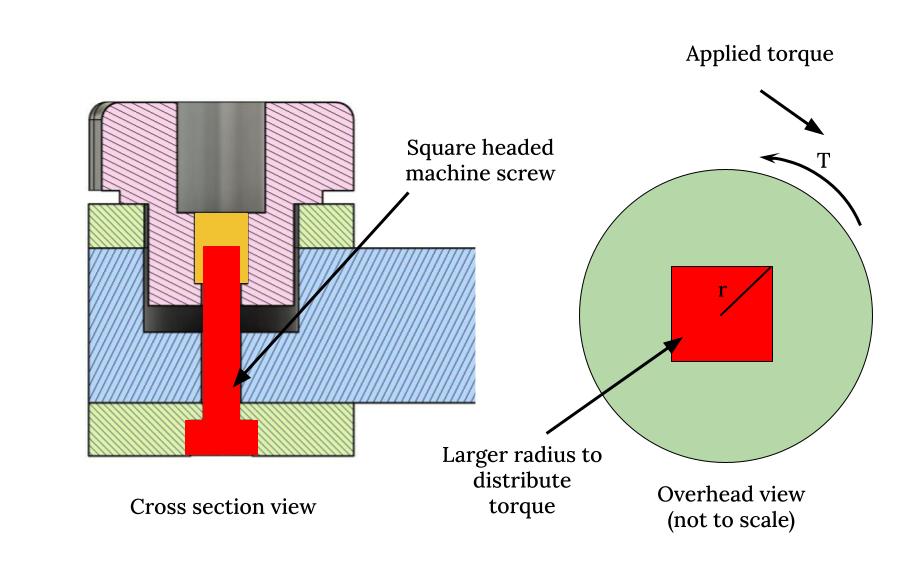 Applied torque
T
Square headed
machine screw
r
Larger radius to
distribute
torque
Cross section view
Overhead view
(not to scale)